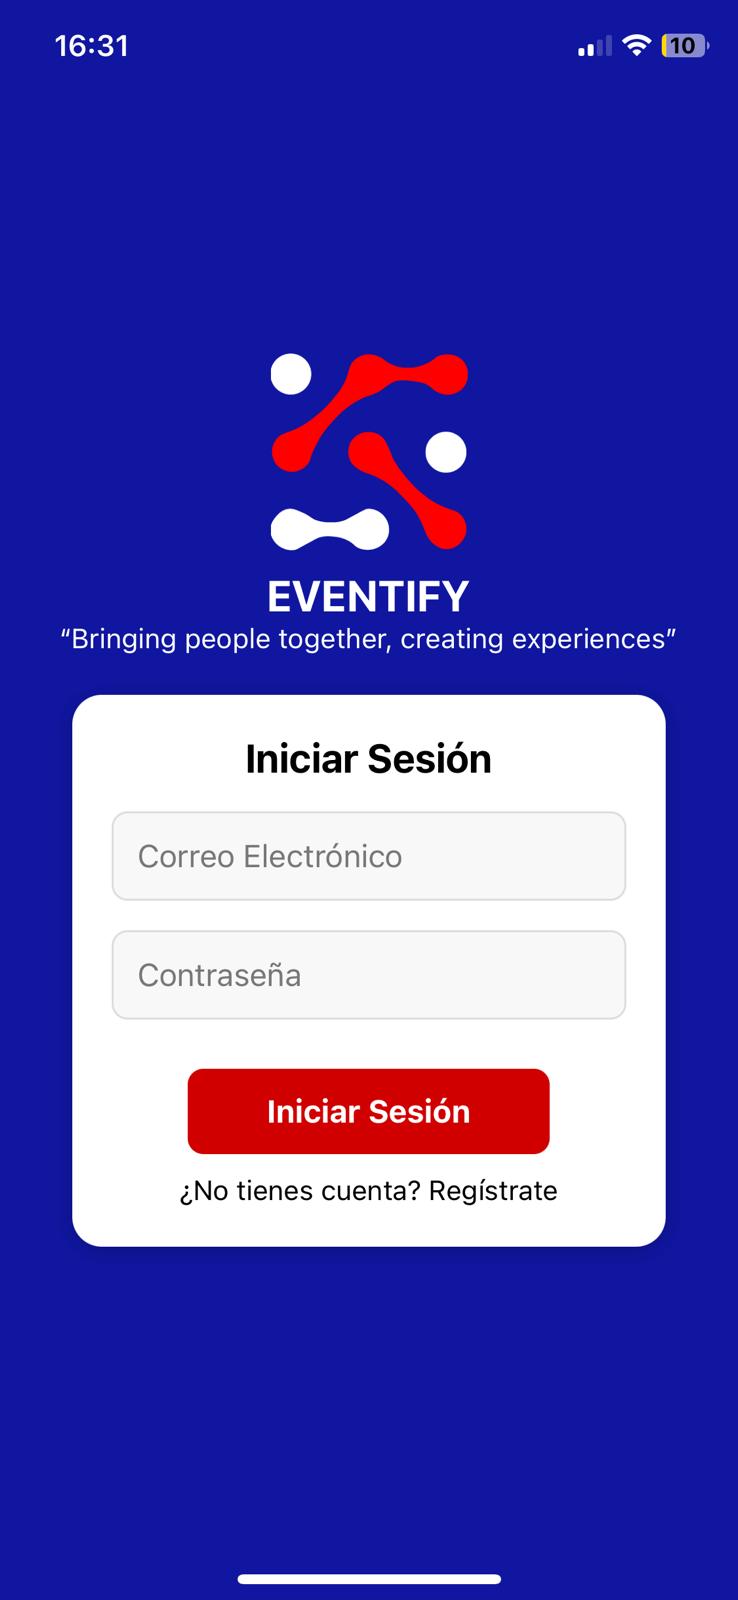 16:31
10
EVENTIFY
“Bringing people together, creating experiences”
Iniciar Sesión
Correo Electrónico
Contraseña
Iniciar Sesión
¿No tienes cuenta? Regístrate